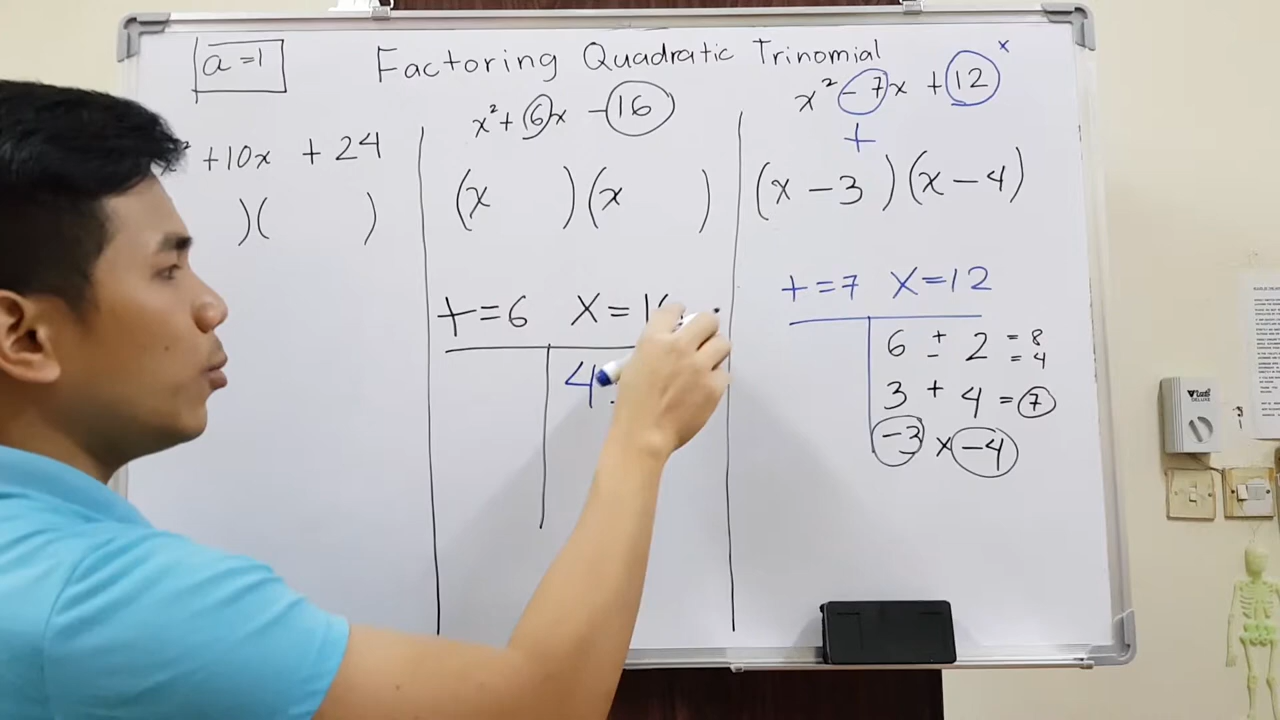 a = 1
Factoring Quadratic Trinomial
+10x + 24
)( )
x² + 6x - 16
(x )(x )
+ = 6 X = 16
4
x² - 7x + 12 x
+
(x - 3 )(x - 4)
+ = 7 X = 12
6 ± 2 = 8
= 4
3 + 4 = 7
-3 x -4